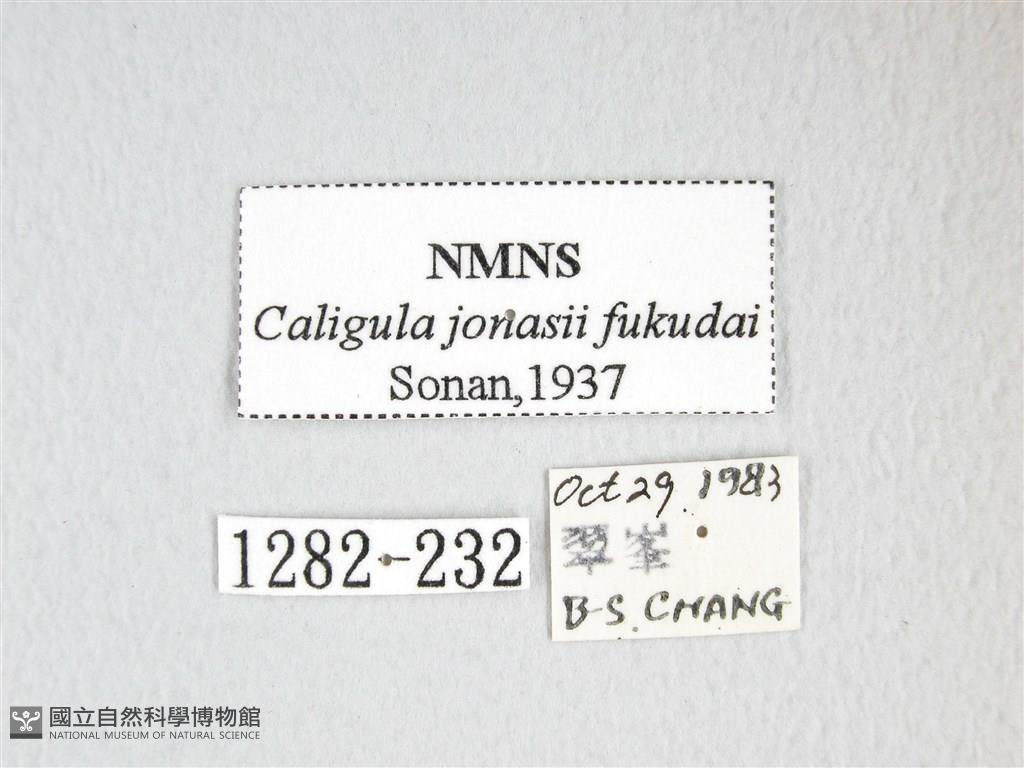 NMNS
Caligula jonasii fukudai
Sonan,1937
1282-232
Oct 29. 1983
翠峯
B-S. CHANG
國立自然科學博物館
NATIONAL MUSEUM OF NATURAL SCIENCE